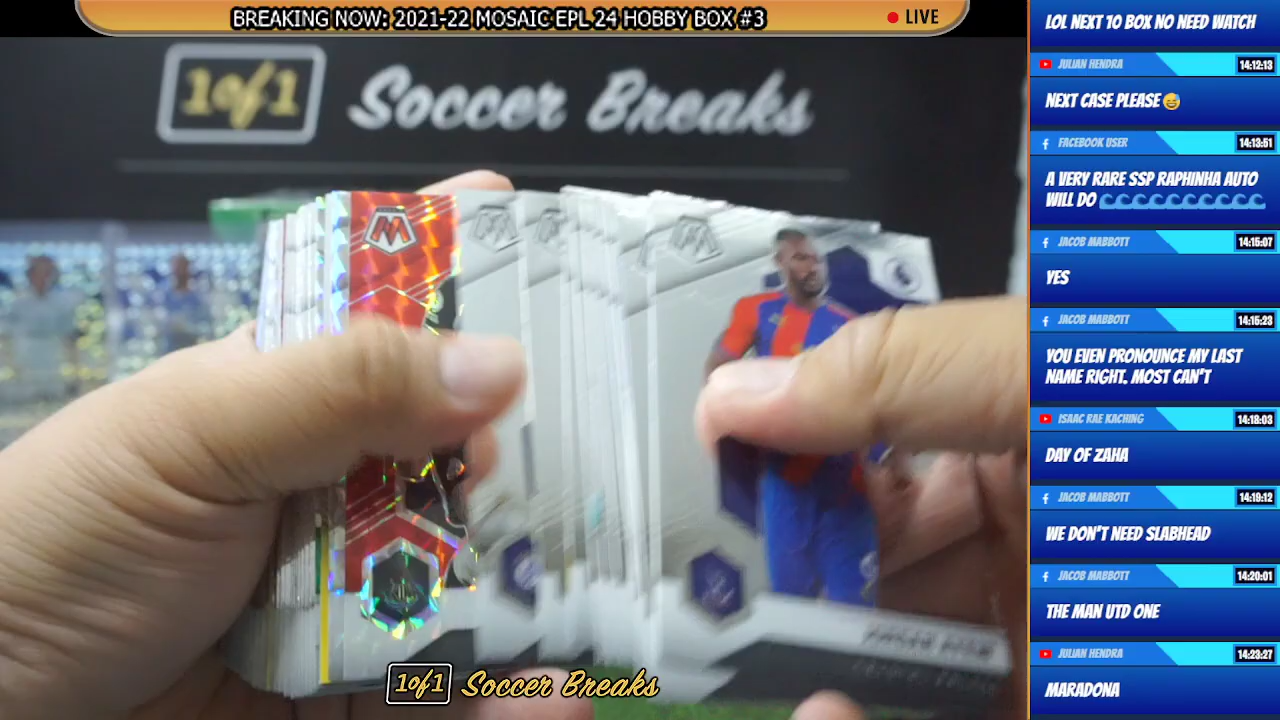 BREAKING NOW: 2021-22 MOSAIC EPL 24 HOBBY BOX #3
LIVE
1of1 Soccer Breaks
M
1of1 Soccer Breaks
LOL NEXT 10 BOX NO NEED WATCH
JULIAN HENDRA 14:12:13
NEXT CASE PLEASE😅
FACEBOOK USER 14:13:51
A VERY RARE SSP RAPHINHA AUTO
WILL DO 🌊🌊🌊🌊🌊🌊🌊🌊🌊🌊
JACOB MABBOTT 14:15:07
YES
JACOB MABBOTT 14:15:23
YOU EVEN PRONOUNCE MY LAST
NAME RIGHT. MOST CAN'T
ISAAC RAE KACHING 14:18:03
DAY OF ZAHA
JACOB MABBOTT 14:19:12
WE DON'T NEED SLABHEAD
JACOB MABBOTT 14:20:01
THE MAN UTD ONE
JULIAN HENDRA 14:23:27
MARADONA